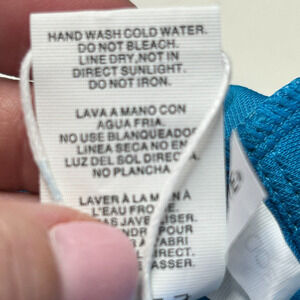 HAND WASH COLD WATER.
DO NOT BLEACH.
LINE DRY, NOT IN
DIRECT SUNLIGHT.
DO NOT IRON.
LAVA A MANO CON
AGUA FRIA.
NO USE BLANQUEADOR
LINEA SECA NO EN
LUZ DEL SOL DIRECTA
NO PLANCHA
LAVER À LA MAIN A
L'EAU